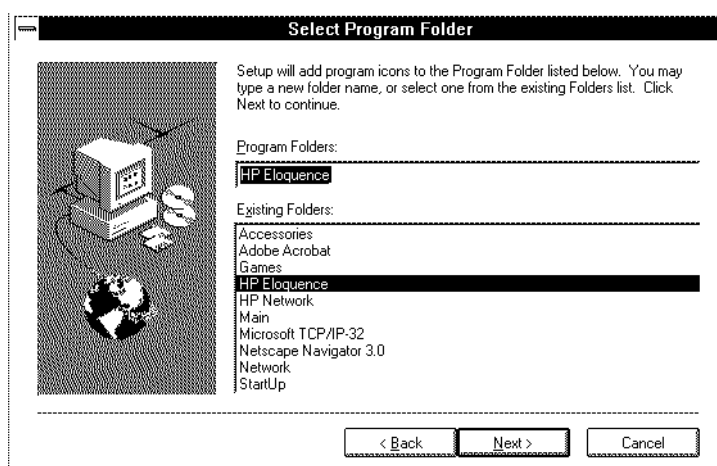 Select Program Folder
Setup will add program icons to the Program Folder listed below. You may
type a new folder name, or select one from the existing Folders list. Click
Next to continue.
Program Folders:
HP Eloquence
Existing Folders:
Accessories
Adobe Acrobat
Games
HP Eloquence
HP Network
Main
Microsoft TCP/IP-32
Netscape Navigator 3.0
Network
StartUp
< Back
Next >
Cancel